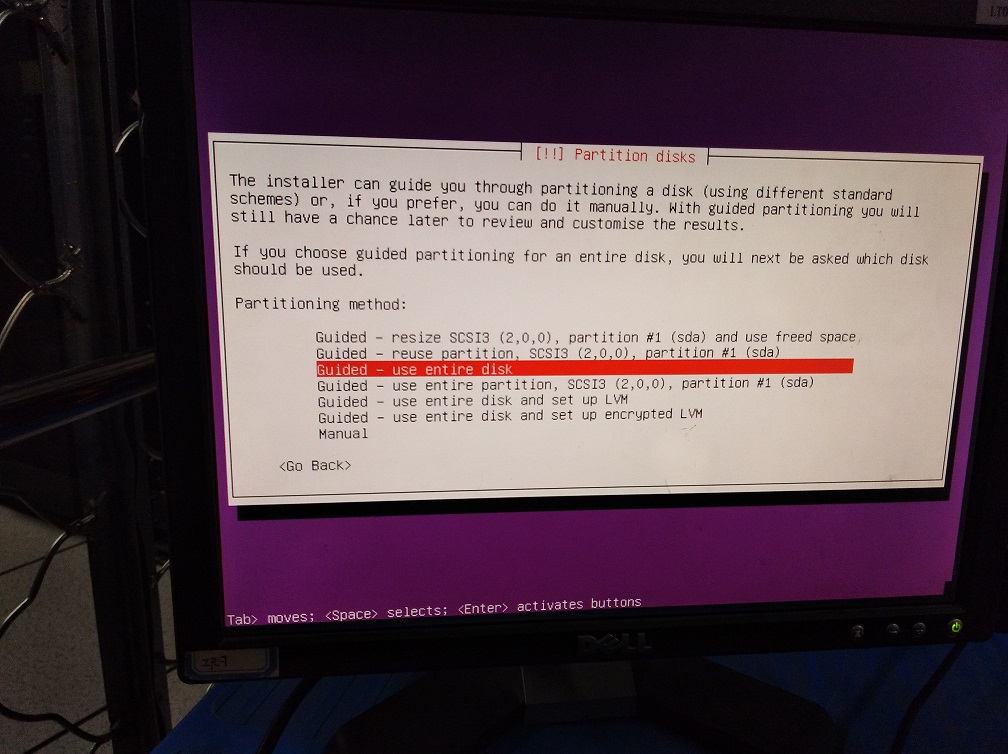 LTO
[!!] Partition disks
The installer can guide you through partitioning a disk (using different standard
schemes) or, if you prefer, you can do it manually. With guided partitioning you will
still have a chance later to review and customise the results.
If you choose guided partitioning for an entire disk, you will next be asked which disk
should be used.
Partitioning method:
Guided - resize SCSI3 (2,0,0), partition #1 (sda) and use freed space
Guided - reuse partition, SCSI3 (2,0,0), partition #1 (sda)
Guided - use entire disk
Guided - use entire partition, SCSI3 (2,0,0), partition #1 (sda)
Guided - use entire disk and set up LVM
Guided - use entire disk and set up encrypted LVM
Manual
<Go Back>
Tab> moves; <Space> selects; <Enter> activates buttons
DELL